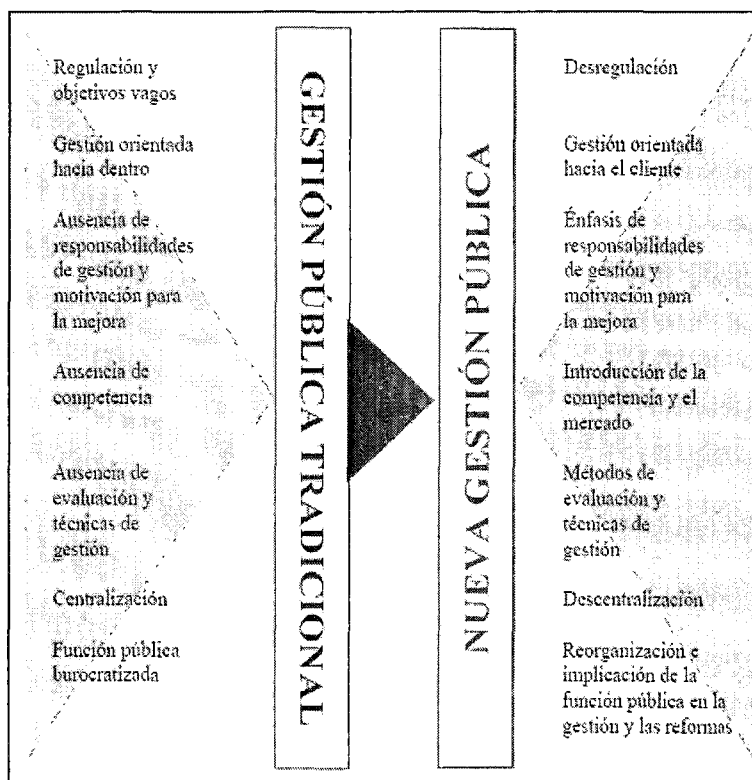 Regulación y
objetivos vagos
Gestión orientada
hacia dentro
Ausencia de
responsabilidades
de gestión y
motivación para
la mejora
Ausencia de
competencia
Ausencia de
evaluación y
técnicas de
gestión
Centralización
Función pública
burocratizada
GESTIÓN PÚBLICA TRADICIONAL
NUEVA GESTIÓN PÚBLICA
Desregulación
Gestión orientada
hacia el cliente
Énfasis de
responsabilidades
de gestión y
motivación para
la mejora
Introducción de la
competencia y el
mercado
Métodos de
evaluación y
técnicas de
gestión
Descentralización
Reorganización e
implicación de la
función pública en la
gestión y las reformas